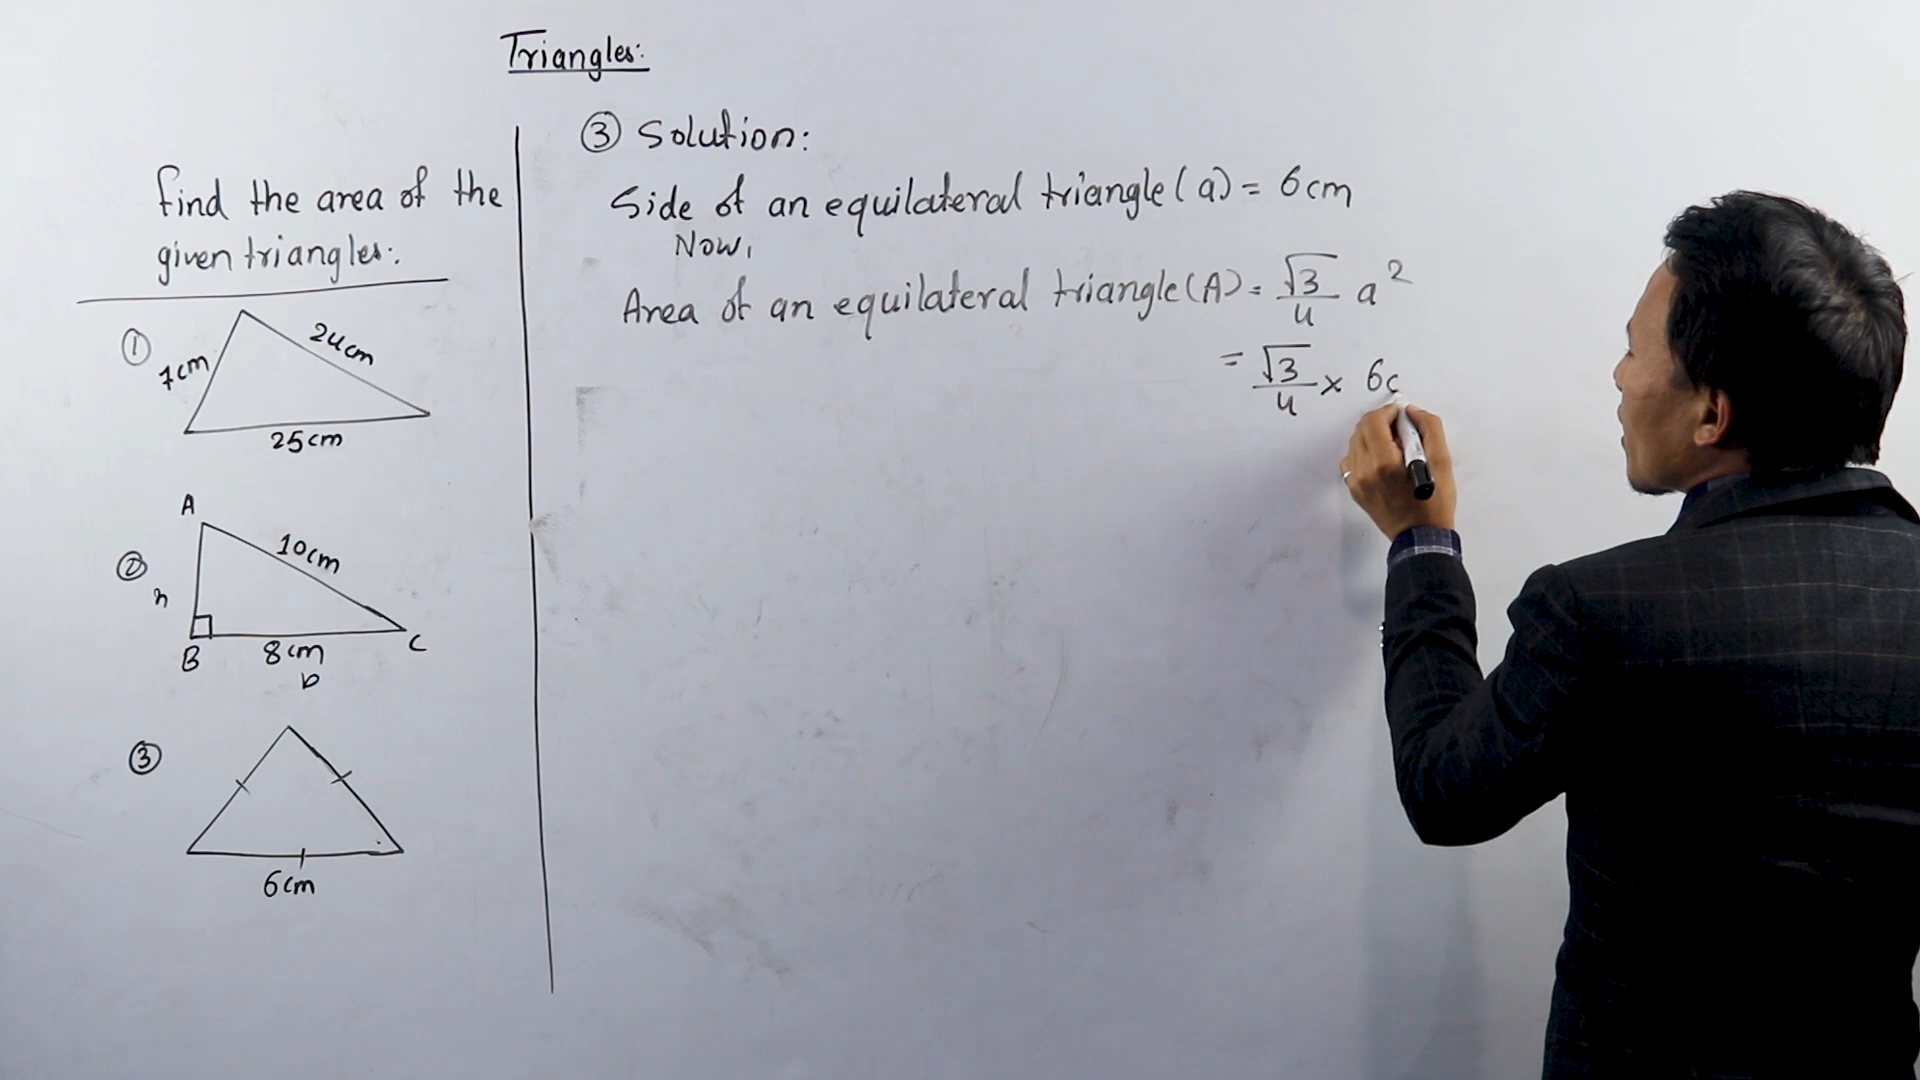 Triangles:
Find the area of the
given triangles:
①
7cm
24cm
25cm
②
A
10cm
h
B
8cm
C
b
③
6cm
③ Solution:
Side of an equilateral triangle (a) = 6cm
Now,
Area of an equilateral triangle (A) = √3/4 a²
= √3/4 × 6c